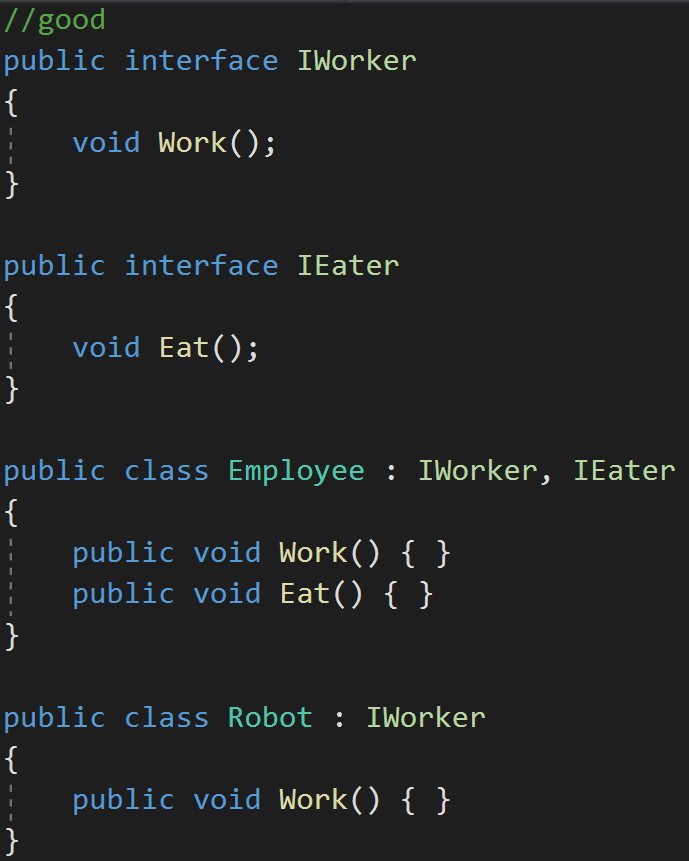 //good
public interface IWorker
{
    void Work();
}

public interface IEater
{
    void Eat();
}

public class Employee : IWorker, IEater
{
    public void Work() { }
    public void Eat() { }
}

public class Robot : IWorker
{
    public void Work() { }
}